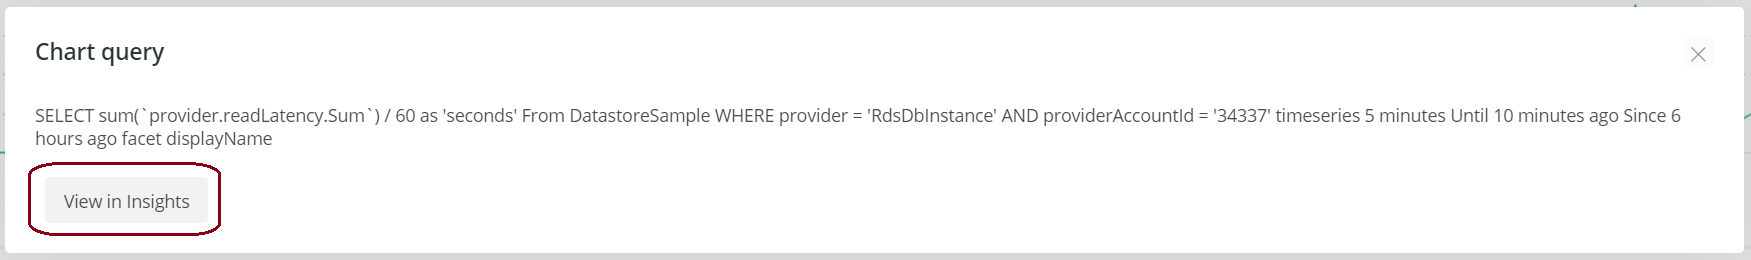 Chart query
SELECT sum(`provider.readLatency.Sum`) / 60 as 'seconds' From DatastoreSample WHERE provider = 'RdsDbInstance' AND providerAccountId = '34337' timeseries 5 minutes Until 10 minutes ago Since 6
hours ago facet displayName
View in Insights